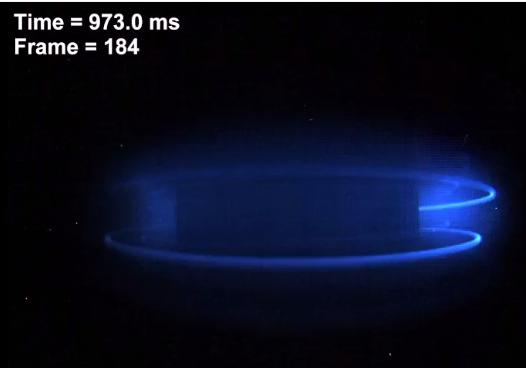 Time = 973.0 ms
Frame = 184